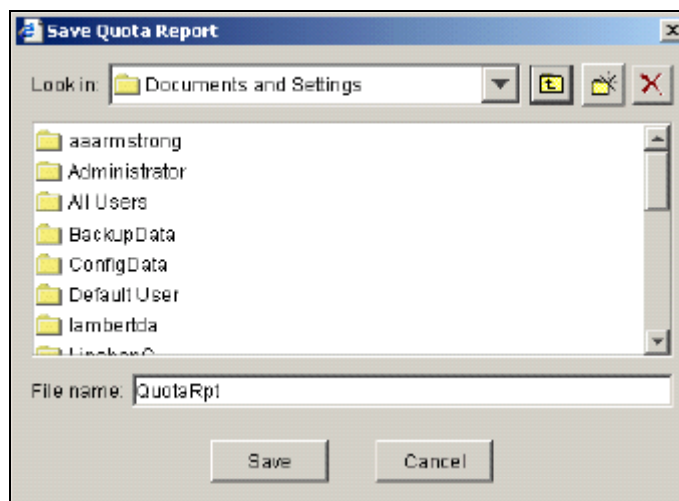 Save Quota Report
Look in: Documents and Settings
aaarmstrong
Administrator
All Users
BackupData
ConfigData
Default User
lambertda
File name: QuotaRpt
Save Cancel